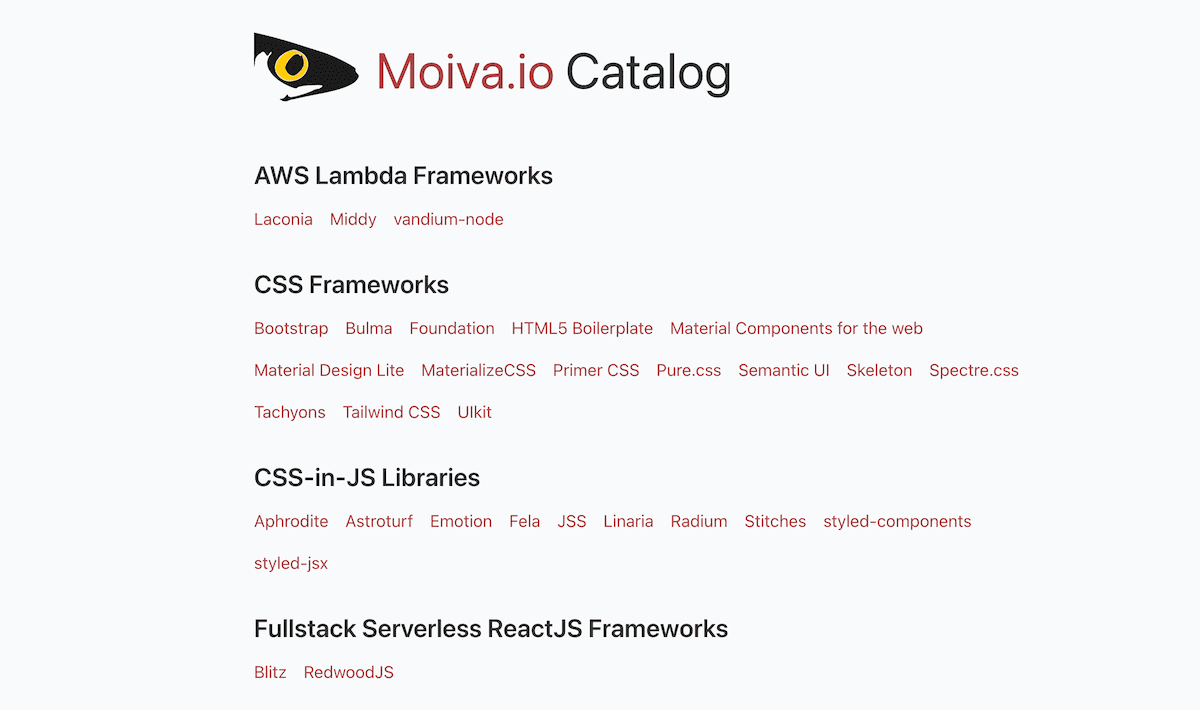 Moiva.io Catalog
AWS Lambda Frameworks
Laconia Middy vandium-node
CSS Frameworks
Bootstrap Bulma Foundation HTML5 Boilerplate Material Components for the web
Material Design Lite MaterializeCSS Primer CSS Pure.css Semantic UI Skeleton Spectre.css
Tachyons Tailwind CSS UIkit
CSS-in-JS Libraries
Aphrodite Astroturf Emotion Fela JSS Linaria Radium Stitches styled-components
styled-jsx
Fullstack Serverless ReactJS Frameworks
Blitz RedwoodJS